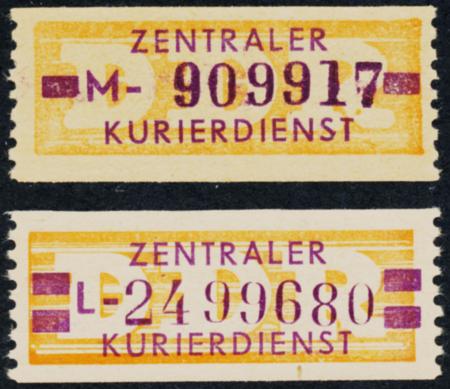 ZENTRALER
M- 909917
KURIERDIENST
ZENTRALER
L-2499680
KURIERDIENST